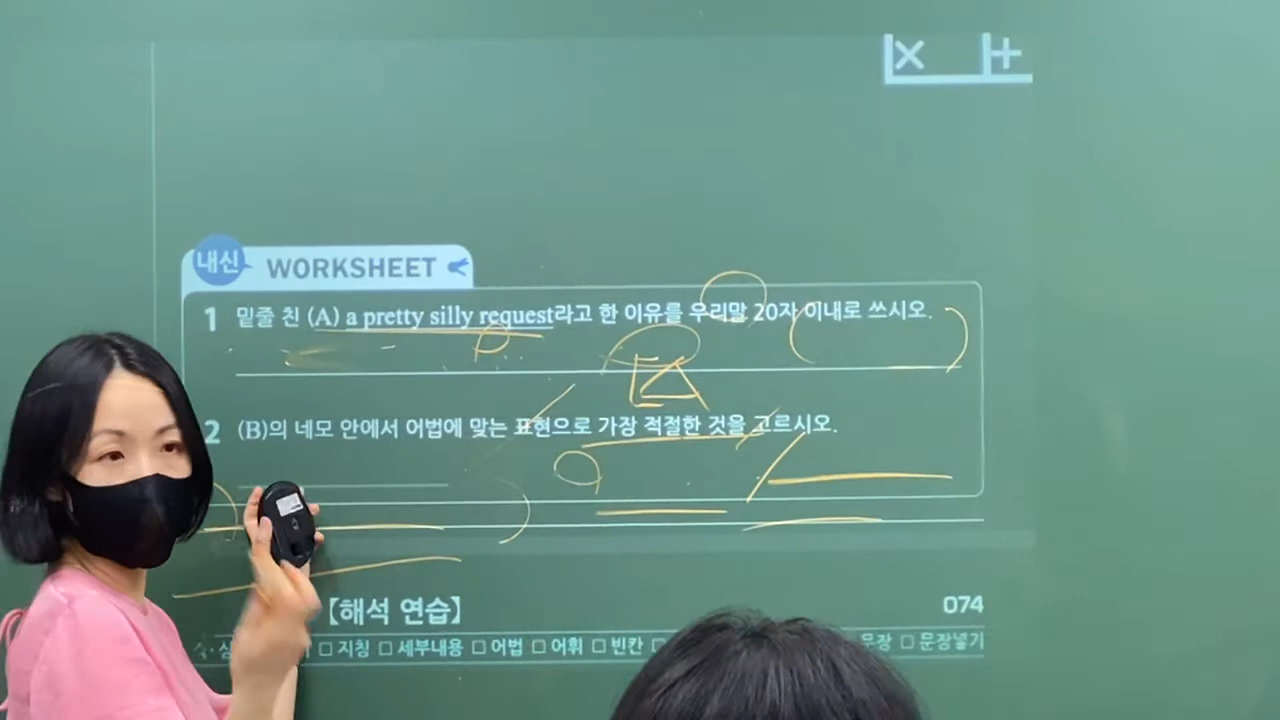 내신 WORKSHEET
1 밑줄 친 (A) a pretty silly request라고 한 이유를 우리말 20자 이내로 쓰시오.
2 (B)의 네모 안에서 어법에 맞는 표현으로 가장 적절한 것을 고르시오.
【해석 연습】 074
□ 지칭 □ 세부내용 □ 어법 □ 어휘 □ 빈칸 □ 문장 □ 문장넣기